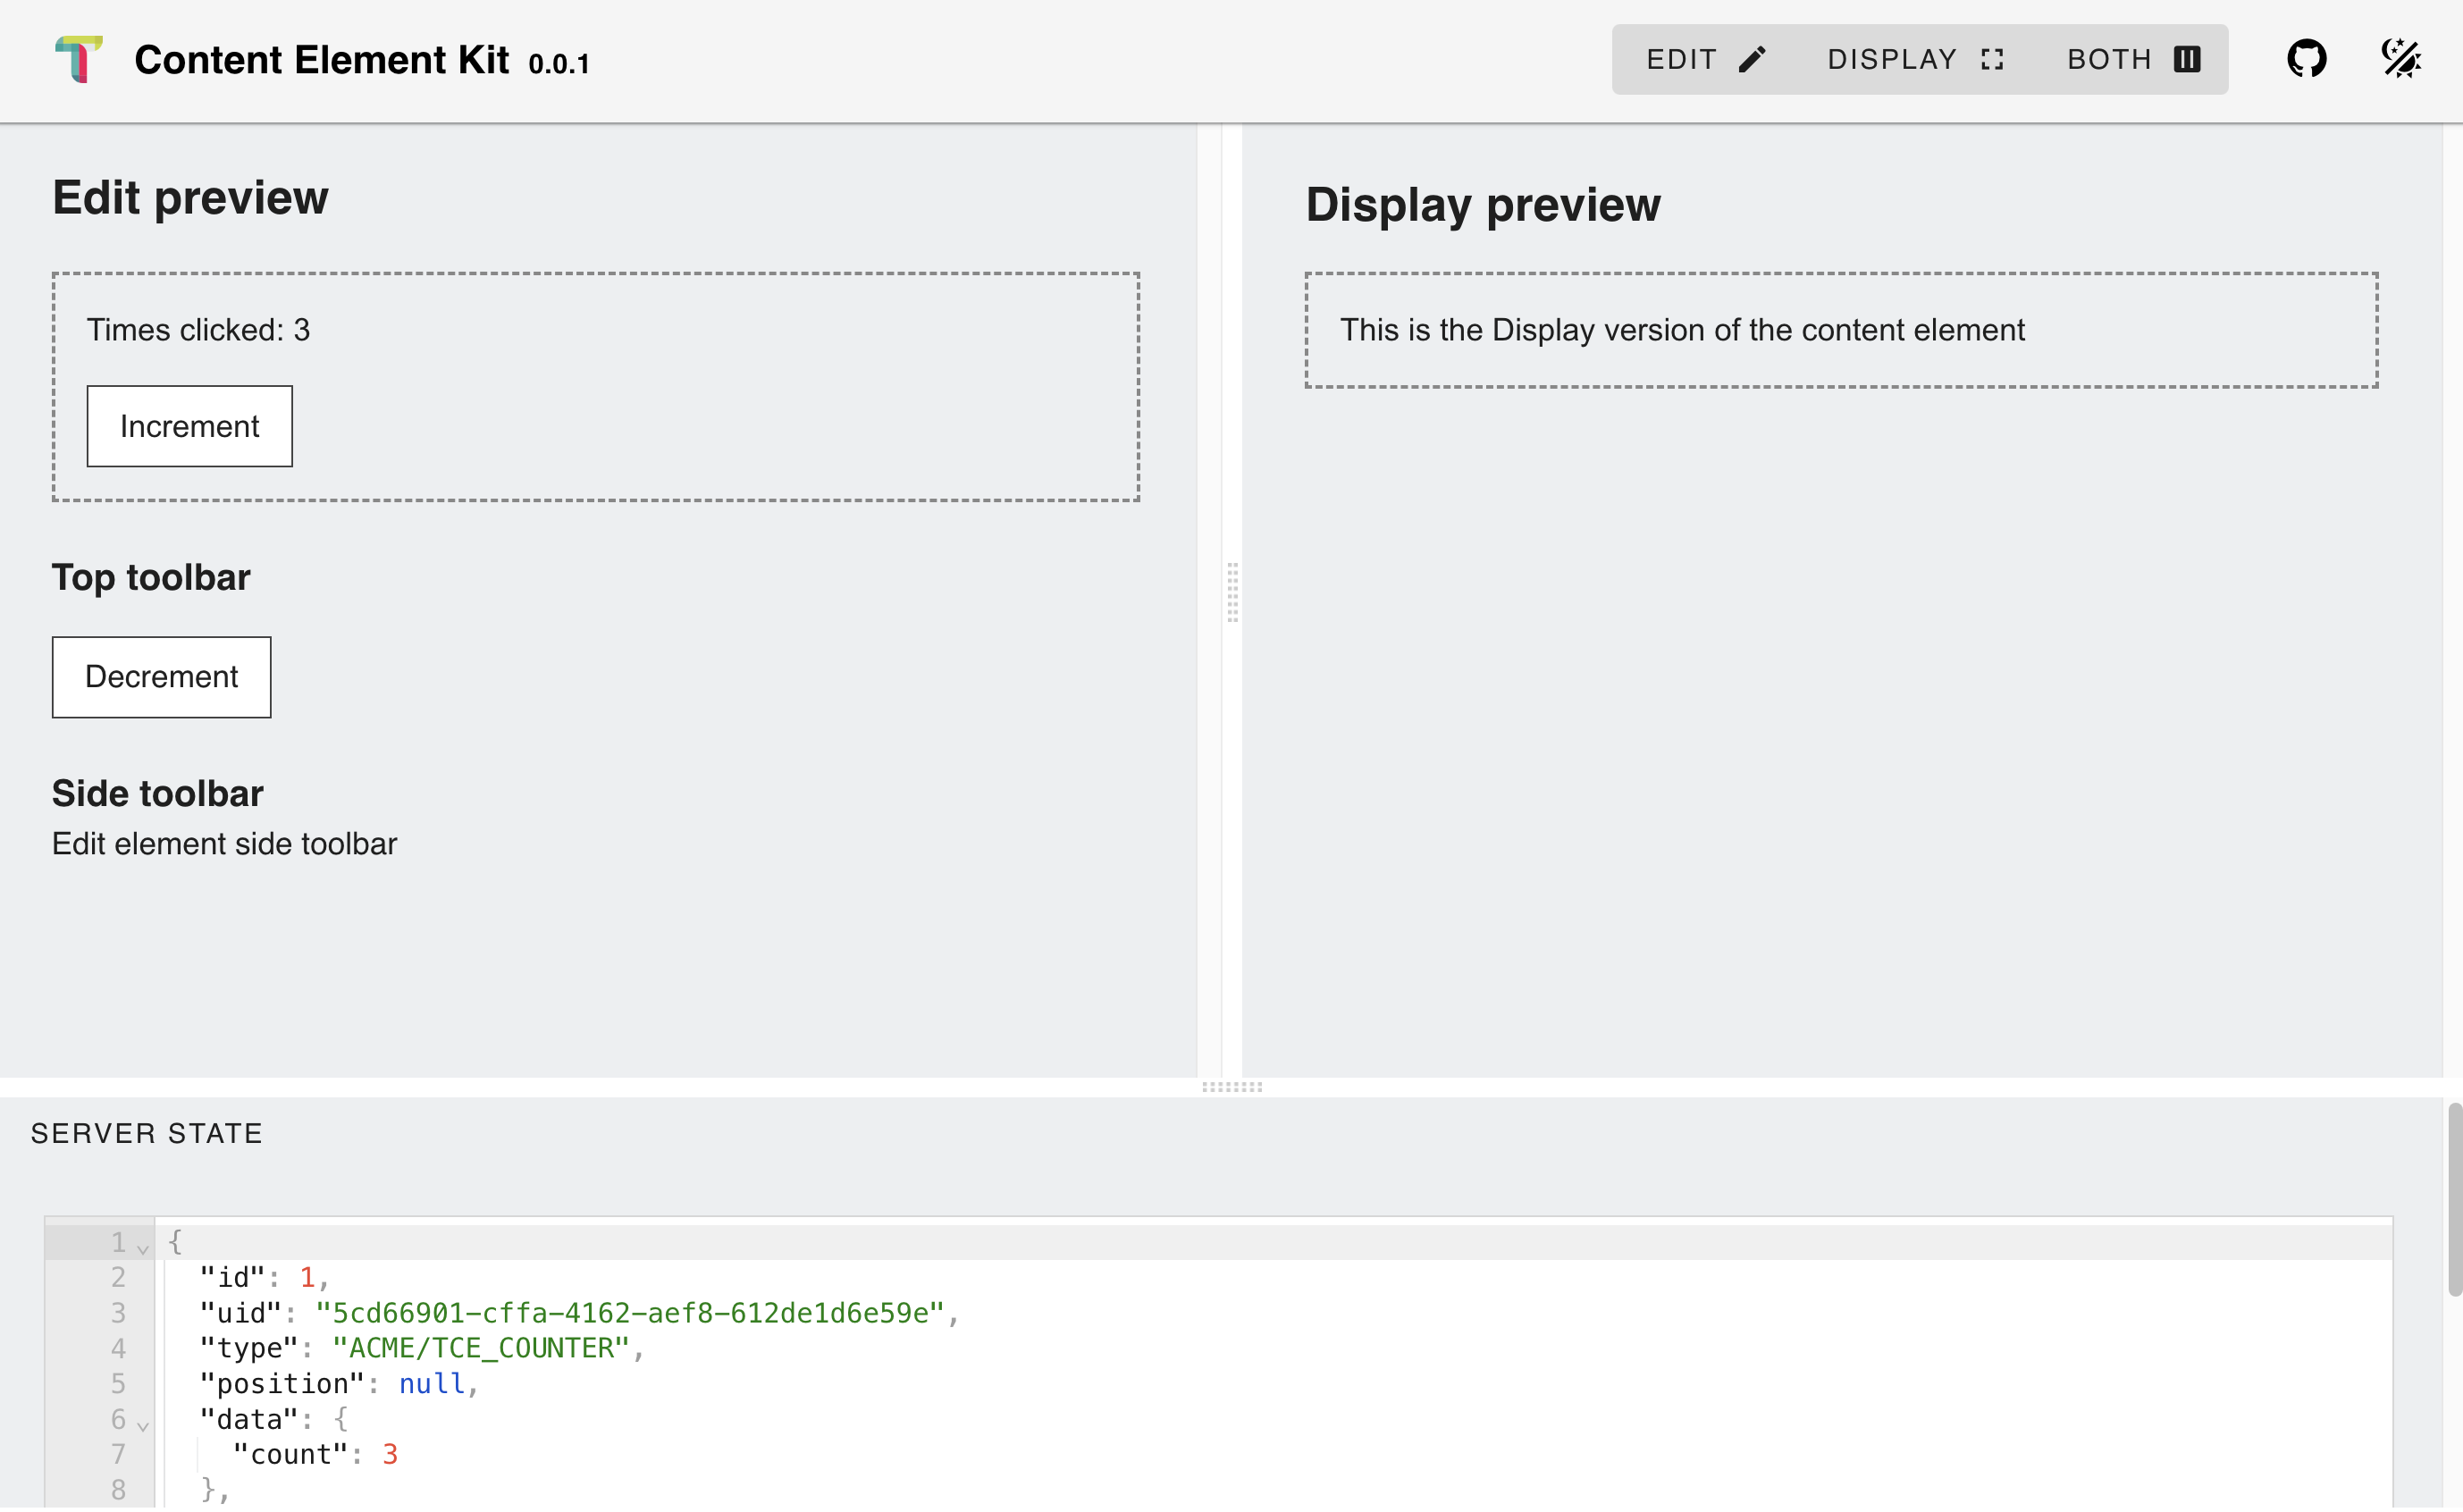 Content Element Kit 0.0.1
EDIT DISPLAY BOTH
Edit preview
Times clicked: 3
Increment
Top toolbar
Decrement
Side toolbar
Edit element side toolbar
Display preview
This is the Display version of the content element
SERVER STATE
1 {
2 "id": 1,
3 "uid": "5cd66901-cffa-4162-aef8-612de1d6e59e",
4 "type": "ACME/TCE_COUNTER",
5 "position": null,
6 "data": {
7 "count": 3
8 },